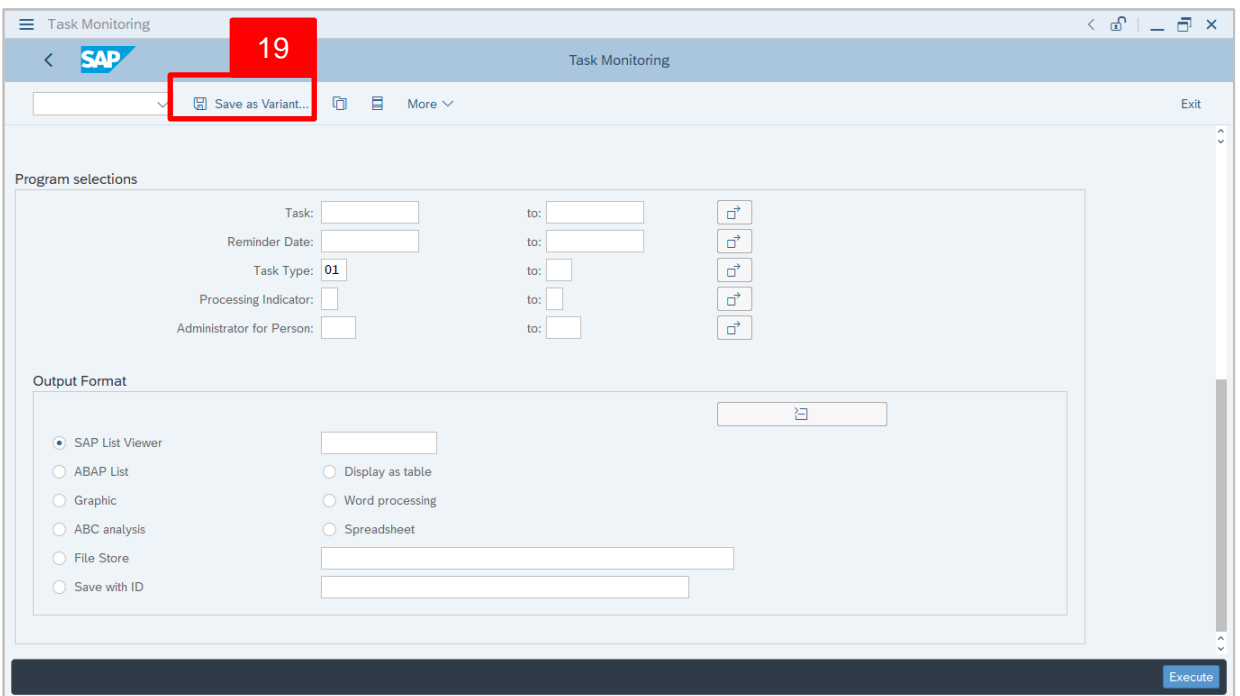 Task Monitoring
19
SAP
Task Monitoring
Save as Variant... More Exit
Program selections
Task: to:
Reminder Date: to:
Task Type: 01 to:
Processing Indicator: to:
Administrator for Person: to:
Output Format
SAP List Viewer
ABAP List Display as table
Graphic Word processing
ABC analysis Spreadsheet
File Store
Save with ID
Execute